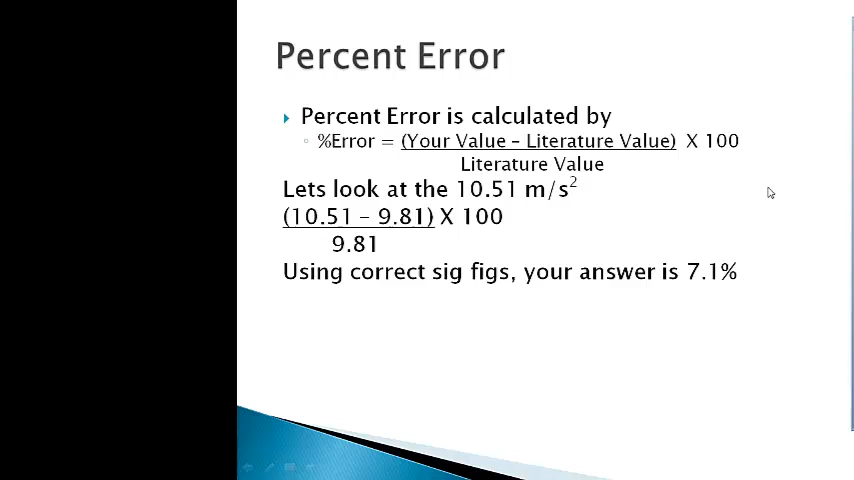 Percent Error
Percent Error is calculated by
%Error = (Your Value – Literature Value) X 100
Literature Value
Lets look at the 10.51 m/s²
(10.51 – 9.81) X 100
9.81
Using correct sig figs, your answer is 7.1%